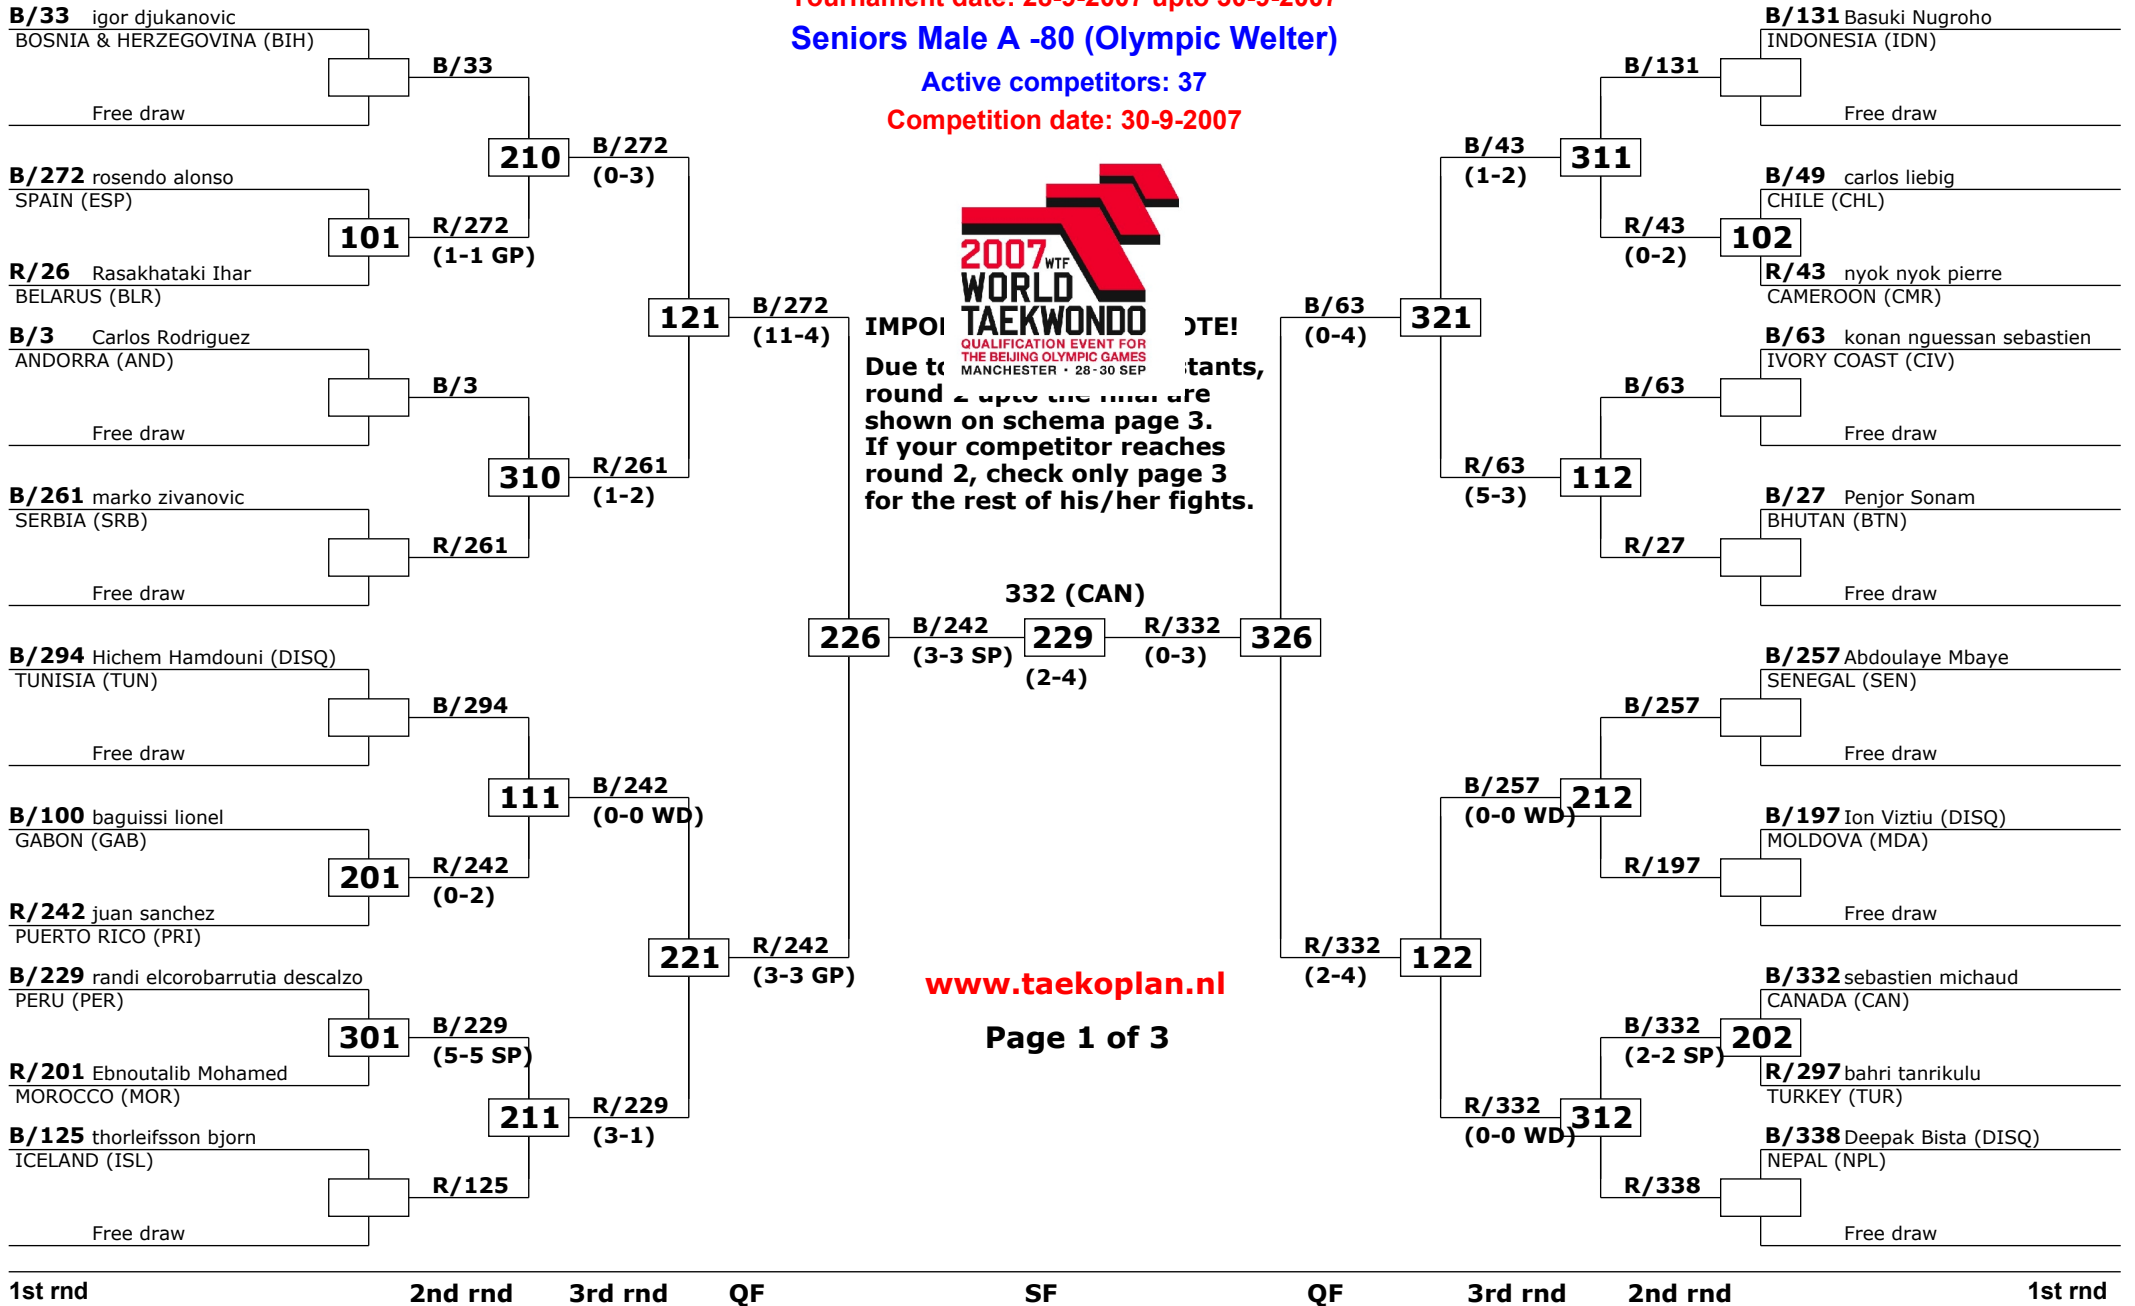 Tournament date: 28-9-2007 upto 30-9-2007
Seniors Male A -80 (Olympic Welter)
Active competitors: 37
Competition date: 30-9-2007
B/33 igor djukanovic
BOSNIA & HERZEGOVINA (BIH)
B/33
Free draw
210
B/272
(0-3)
B/272 rosendo alonso
SPAIN (ESP)
101
R/272
(1-1 GP)
R/26 Rasakhataki Ihar
BELARUS (BLR)
121
B/272
(11-4)
B/3 Carlos Rodriguez
ANDORRA (AND)
B/3
Free draw
310
R/261
(1-2)
B/261 marko zivanovic
SERBIA (SRB)
R/261
Free draw
B/294 Hichem Hamdouni (DISQ)
TUNISIA (TUN)
B/294
Free draw
111
B/242
(0-0 WD)
B/100 baguissi lionel
GABON (GAB)
201
R/242
(0-2)
R/242 juan sanchez
PUERTO RICO (PRI)
221
R/242
(3-3 GP)
B/229 randi elcorobarrutia descalzo
PERU (PER)
301
B/229
(5-5 SP)
R/201 Ebnoutalib Mohamed
MOROCCO (MOR)
211
R/229
(3-1)
B/125 thorleifsson bjorn
ICELAND (ISL)
R/125
Free draw
2007 WTF
WORLD
TAEKWONDO
QUALIFICATION EVENT FOR
THE BEIJING OLYMPIC GAMES
MANCHESTER • 28-30 SEP
Due
round 2 upto the final are
shown on schema page 3.
If your competitor reaches
round 2, check only page 3
for the rest of his/her fights.
332 (CAN)
226
B/242
(3-3 SP)
229
(2-4)
R/332
(0-3)
326
www.taekoplan.nl
Page 1 of 3
B/131 Basuki Nugroho
INDONESIA (IDN)
B/131
Free draw
B/43
(1-2)
311
B/49 carlos liebig
CHILE (CHL)
R/43
(0-2)
102
R/43 nyok nyok pierre
CAMEROON (CMR)
B/63
(0-4)
321
B/63 konan nguessan sebastien
IVORY COAST (CIV)
B/63
Free draw
R/63
(5-3)
112
B/27 Penjor Sonam
BHUTAN (BTN)
R/27
Free draw
B/257 Abdoulaye Mbaye
SENEGAL (SEN)
B/257
Free draw
B/257
(0-0 WD)
212
B/197 Ion Viztiu (DISQ)
MOLDOVA (MDA)
R/197
Free draw
R/332
(2-4)
122
B/332 sebastien michaud
CANADA (CAN)
B/332
(2-2 SP)
202
R/297 bahri tanrikulu
TURKEY (TUR)
R/332
(0-0 WD)
312
B/338 Deepak Bista (DISQ)
NEPAL (NPL)
R/338
Free draw
1st rnd 2nd rnd 3rd rnd QF SF QF 3rd rnd 2nd rnd 1st rnd